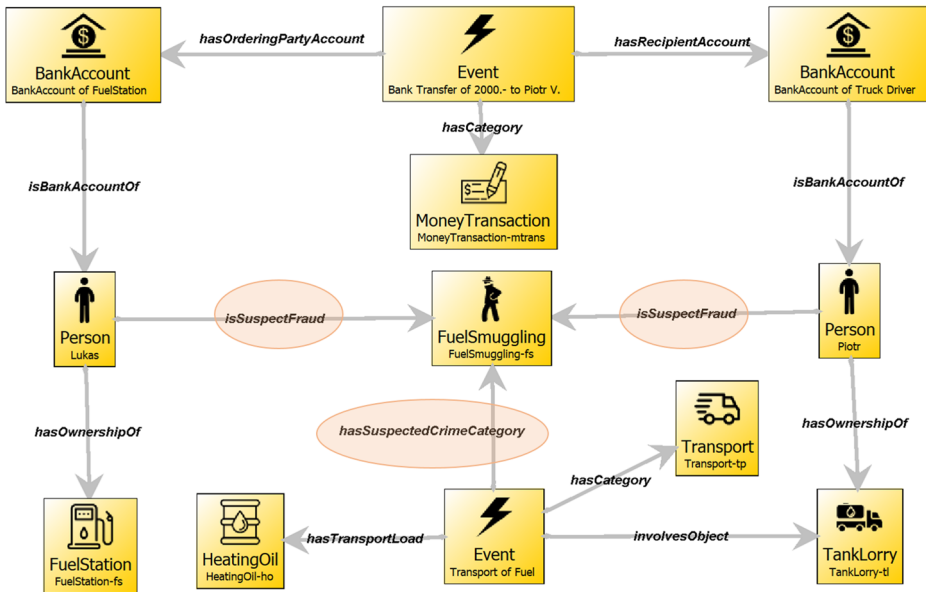 hasOrderingPartyAccount
hasRecipientAccount
BankAccount
BankAccount of FuelStation
Event
Bank Transfer of 2000.- to Piotr V.
BankAccount
BankAccount of Truck Driver
hasCategory
isBankAccountOf
isBankAccountOf
MoneyTransaction
MoneyTransaction-mtrans
isSuspectFraud
isSuspectFraud
Person
Lukas
FuelSmuggling
FuelSmuggling-fs
Person
Piotr
hasOwnershipOf
hasSuspectedCrimeCategory
hasOwnershipOf
Transport
Transport-tp
hasCategory
hasTransportLoad
involvesObject
FuelStation
FuelStation-fs
HeatingOil
HeatingOil-ho
Event
Transport of Fuel
TankLorry
TankLorry-tl